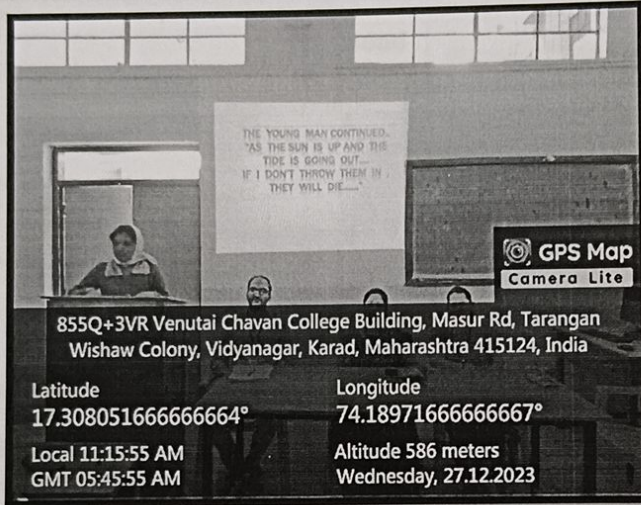 THE YOUNG MAN CONTINUED..
"AS THE SUN IS UP AND THE
TIDE IS GOING OUT....
IF I DON'T THROW THEM IN ,
THEY WILL DIE......"
GPS Map
Camera Lite
855Q+3VR Venutai Chavan College Building, Masur Rd, Tarangan
Wishaw Colony, Vidyanagar, Karad, Maharashtra 415124, India
Latitude
17.308051666666664°
Longitude
74.18971666666667°
Local 11:15:55 AM
GMT 05:45:55 AM
Altitude 586 meters
Wednesday, 27.12.2023